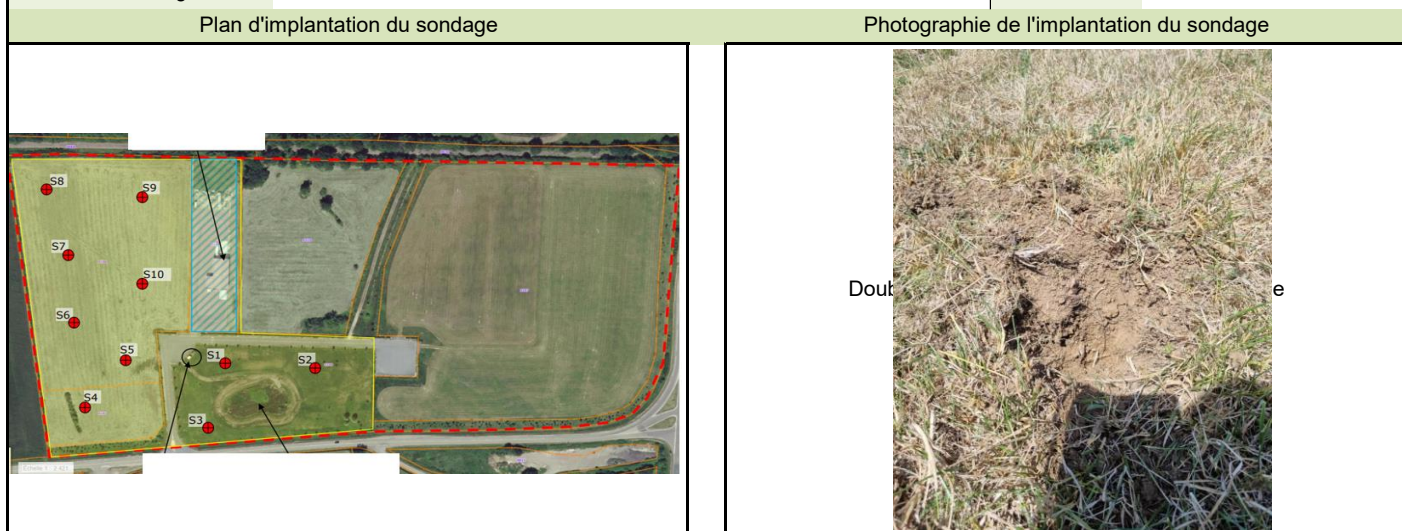 Plan d'implantation du sondage
Photographie de l'implantation du sondage
S8
S9
S7
S10
S6
S5
S1
S2
S4
S3
Doub
e